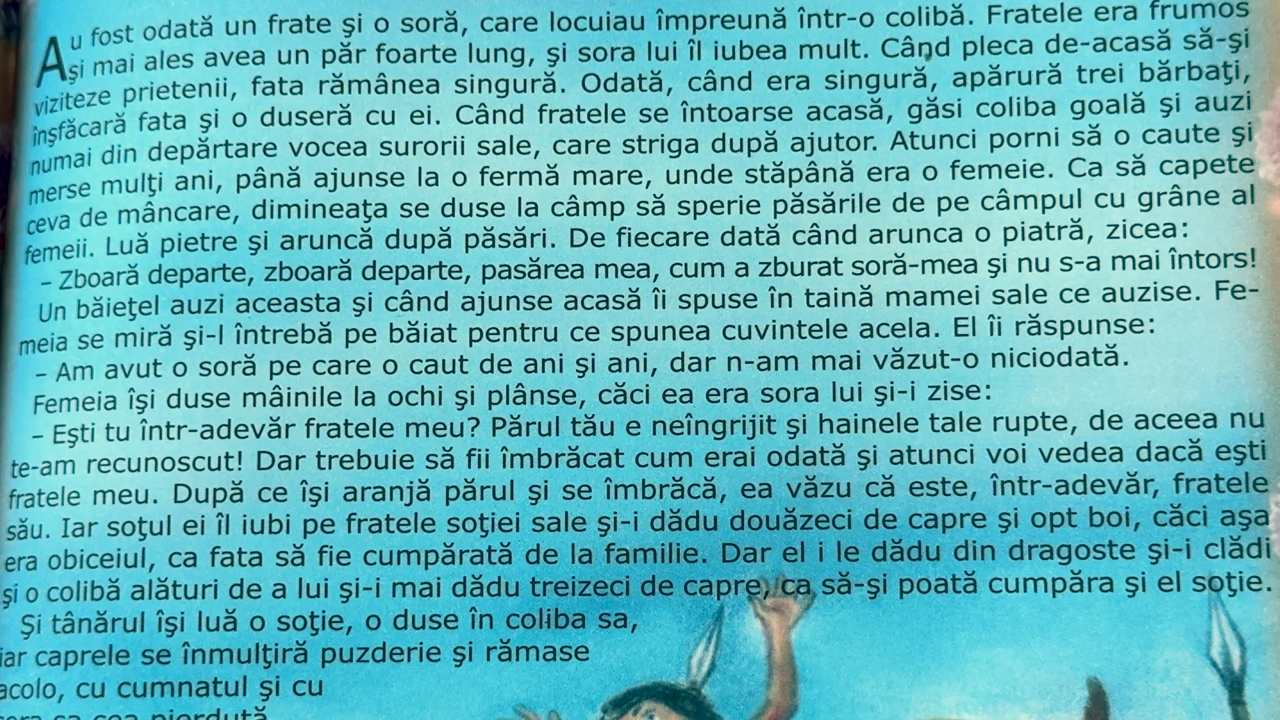 Au fost odată un frate şi o soră, care locuiau împreună într-o colibă. Fratele era frumos
şi mai ales avea un păr foarte lung, şi sora lui îl iubea mult. Când pleca de-acasă să-şi
viziteze prietenii, fata rămânea singură. Odată, când era singură, apărură trei bărbaţi,
înşfăcară fata şi o duseră cu ei. Când fratele se întoarse acasă, găsi coliba goală şi auzi
numai din depărtare vocea surorii sale, care striga după ajutor. Atunci porni să o caute şi
merse mulţi ani, până ajunse la o fermă mare, unde stăpână era o femeie. Ca să capete
ceva de mâncare, dimineaţa se duse la câmp să sperie păsările de pe câmpul cu grâne al
femeii. Luă pietre şi aruncă după păsări. De fiecare dată când arunca o piatră, zicea:
– Zboară departe, zboară departe, pasărea mea, cum a zburat soră-mea şi nu s-a mai întors!
Un băieţel auzi aceasta şi când ajunse acasă îi spuse în taină mamei sale ce auzise. Fe-
meia se miră şi-l întrebă pe băiat pentru ce spunea cuvintele acela. El îi răspunse:
– Am avut o soră pe care o caut de ani şi ani, dar n-am mai văzut-o niciodată.
Femeia îşi duse mâinile la ochi şi plânse, căci ea era sora lui şi-i zise:
– Eşti tu într-adevăr fratele meu? Părul tău e neîngrijit şi hainele tale rupte, de aceea nu
te-am recunoscut! Dar trebuie să fii îmbrăcat cum erai odată şi atunci voi vedea dacă eşti
fratele meu. După ce îşi aranjă părul şi se îmbrăcă, ea văzu că este, într-adevăr, fratele
său. Iar soţul ei îl iubi pe fratele soţiei sale şi-i dădu douăzeci de capre şi opt boi, căci aşa
era obiceiul, ca fata să fie cumpărată de la familie. Dar el i le dădu din dragoste şi-i clădi
şi o colibă alături de a lui şi-i mai dădu treizeci de capre, ca să-şi poată cumpăra şi el soţie.
Şi tânărul îşi luă o soţie, o duse în coliba sa,
iar caprele se înmulţiră puzderie şi rămase
acolo, cu cumnatul şi cu
sora sa cea pierdută